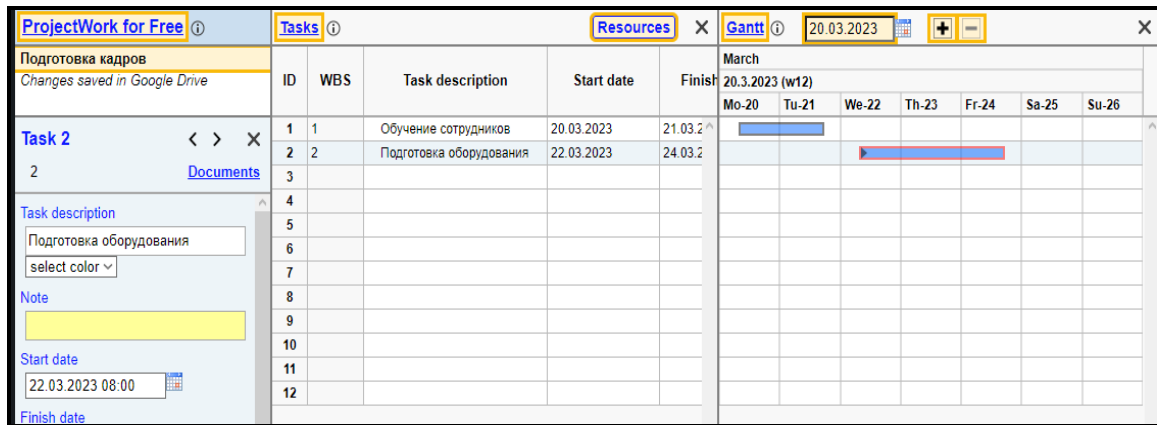 ProjectWork for Free
Подготовка кадров
Changes saved in Google Drive
Task 2
2 Documents
Task description
Подготовка оборудования
select color
Note
Start date
22.03.2023 08:00
Finish date
Tasks Resources
ID WBS Task description Start date Finish
1 1 Обучение сотрудников 20.03.2023 21.03.2
2 2 Подготовка оборудования 22.03.2023 24.03.2
3
4
5
6
7
8
9
10
11
12
Gantt 20.03.2023
March
20.3.2023 (w12)
Mo-20 Tu-21 We-22 Th-23 Fr-24 Sa-25 Su-26